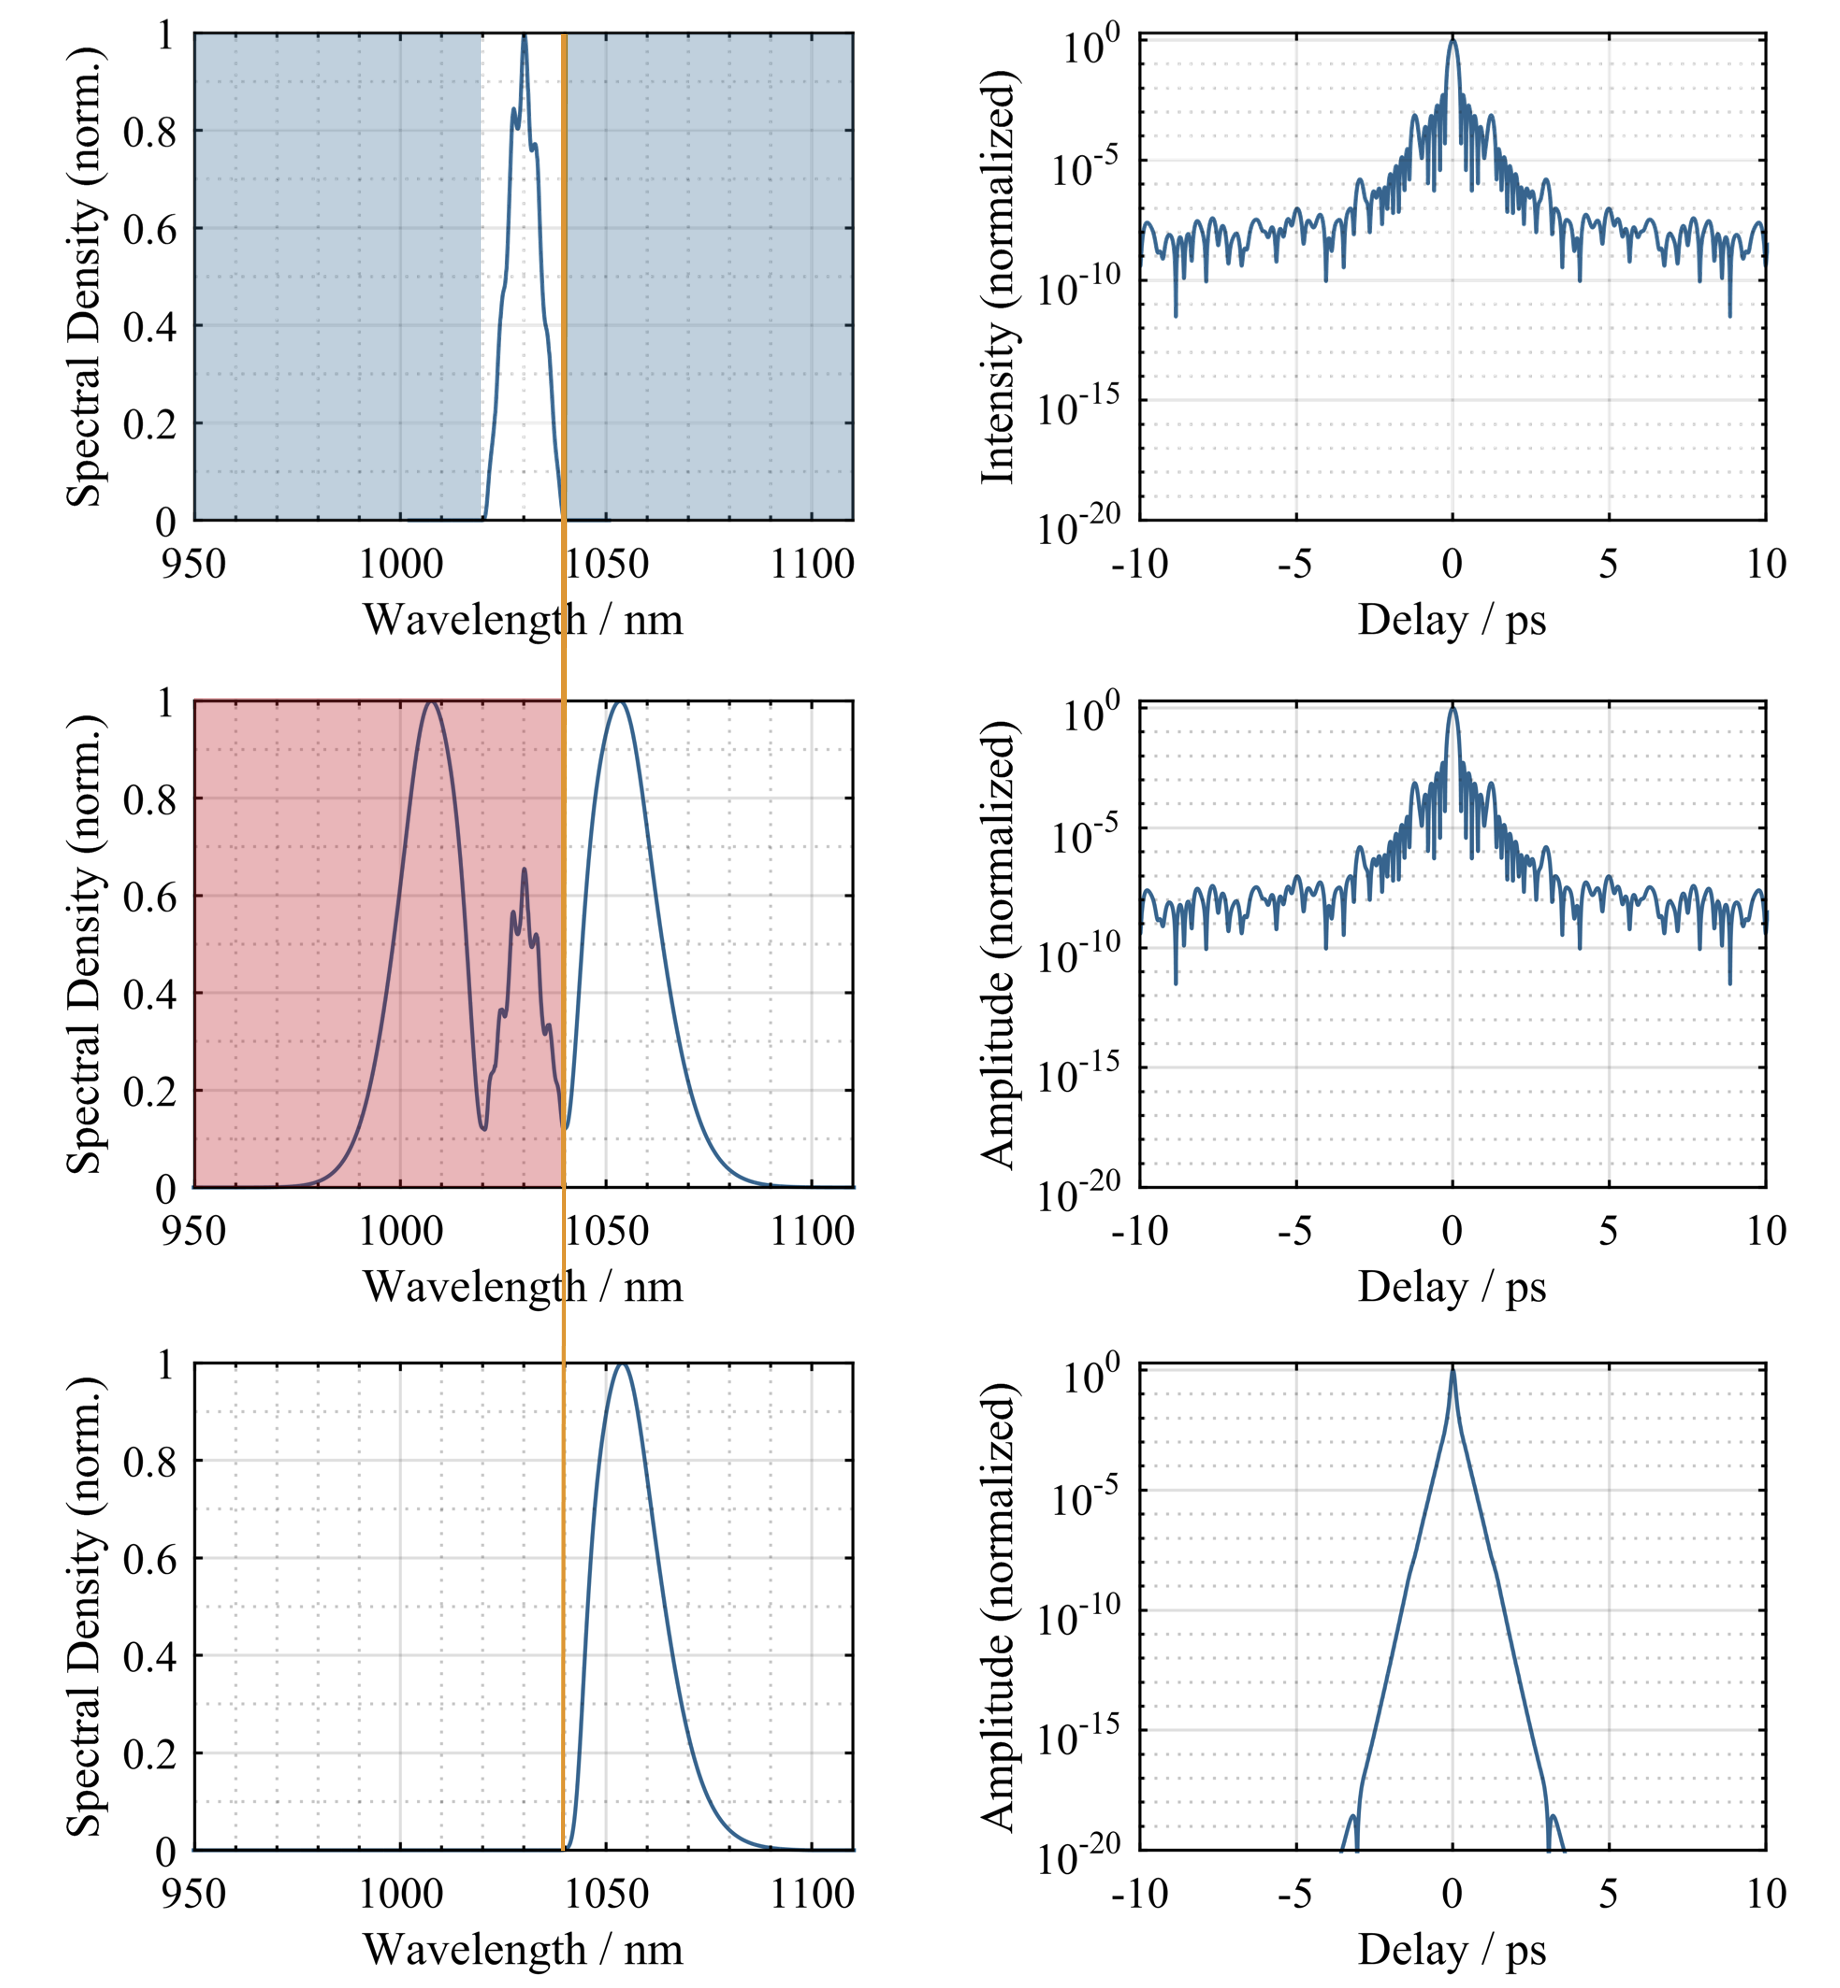 Spectral Density (norm.)
1
0.8
0.6
0.4
0.2
0
950 1000 1050 1100
Wavelength / nm
Intensity (normalized)
10^0
10^-5
10^-10
10^-15
10^-20
-10 -5 0 5 10
Delay / ps
Spectral Density (norm.)
1
0.8
0.6
0.4
0.2
0
950 1000 1050 1100
Wavelength / nm
Amplitude (normalized)
10^0
10^-5
10^-10
10^-15
10^-20
-10 -5 0 5 10
Delay / ps
Spectral Density (norm.)
1
0.8
0.6
0.4
0.2
0
950 1000 1050 1100
Wavelength / nm
Amplitude (normalized)
10^0
10^-5
10^-10
10^-15
10^-20
-10 -5 0 5 10
Delay / ps